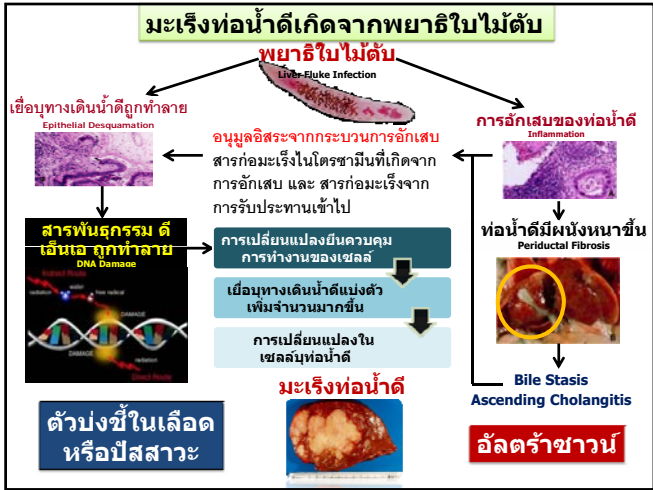 มะเร็งท่อน้ำดีเกิดจากพยาธิใบไม้ตับ
พยาธิใบไม้ตับ
Liver-Fluke Infection
เยื่อบุทางเดินน้ำดีถูกทำลาย
Epithelial Desquamation
การอักเสบของท่อน้ำดี
Inflammation
อนุมูลอิสระจากกระบวนการอักเสบ
สารก่อมะเร็งไนโตรซามีนที่เกิดจาก
การอักเสบ และ สารก่อมะเร็งจาก
การรับประทานเข้าไป
สารพันธุกรรม ดี
เอ็นเอ ถูกทำลาย
DNA Damage
Indirect Route
radiation
water
free radical
DAMAGE
DAMAGE
radiation
Direct Route
การเปลี่ยนแปลงยีนควบคุม
การทำงานของเซลล์
เยื่อบุทางเดินน้ำดีแบ่งตัว
เพิ่มจำนวนมากขึ้น
การเปลี่ยนแปลงใน
เซลล์บุท่อน้ำดี
ท่อน้ำดีมีผนังหนาขึ้น
Periductal Fibrosis
Bile Stasis
Ascending Cholangitis
มะเร็งท่อน้ำดี
ตัวบ่งชี้ในเลือด
หรือปัสสาวะ
อัลตร้าซาวน์